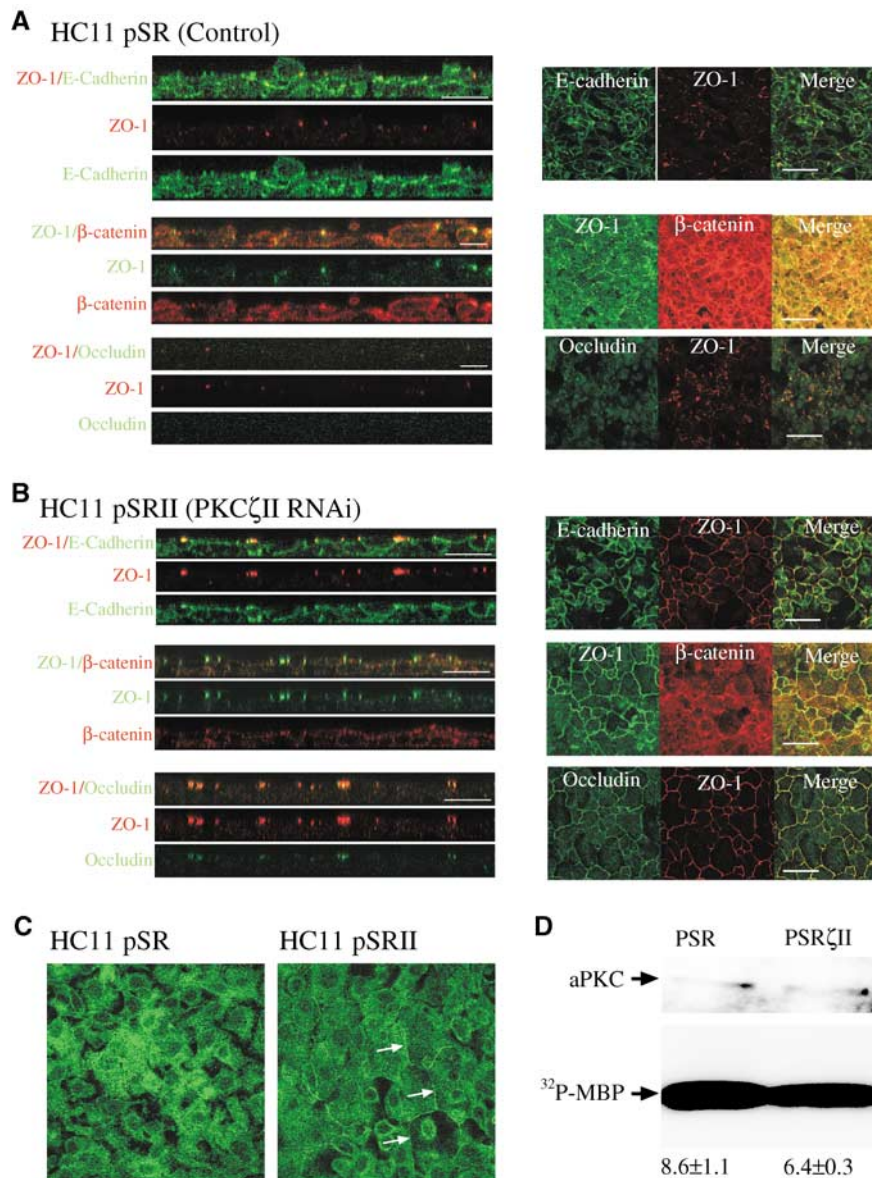 A
HC11 pSR (Control)
ZO-1/E-Cadherin
ZO-1
E-Cadherin
ZO-1/β-catenin
ZO-1
β-catenin
ZO-1/Occludin
ZO-1
Occludin
E-cadherin ZO-1 Merge
ZO-1 β-catenin Merge
Occludin ZO-1 Merge
B
HC11 pSRII (PKCζII RNAi)
ZO-1/E-Cadherin
ZO-1
E-Cadherin
ZO-1/β-catenin
ZO-1
β-catenin
ZO-1/Occludin
ZO-1
Occludin
E-cadherin ZO-1 Merge
ZO-1 β-catenin Merge
Occludin ZO-1 Merge
C
HC11 pSR HC11 pSRII
D
PSR PSRζII
aPKC
³²P-MBP
8.6±1.1 6.4±0.3